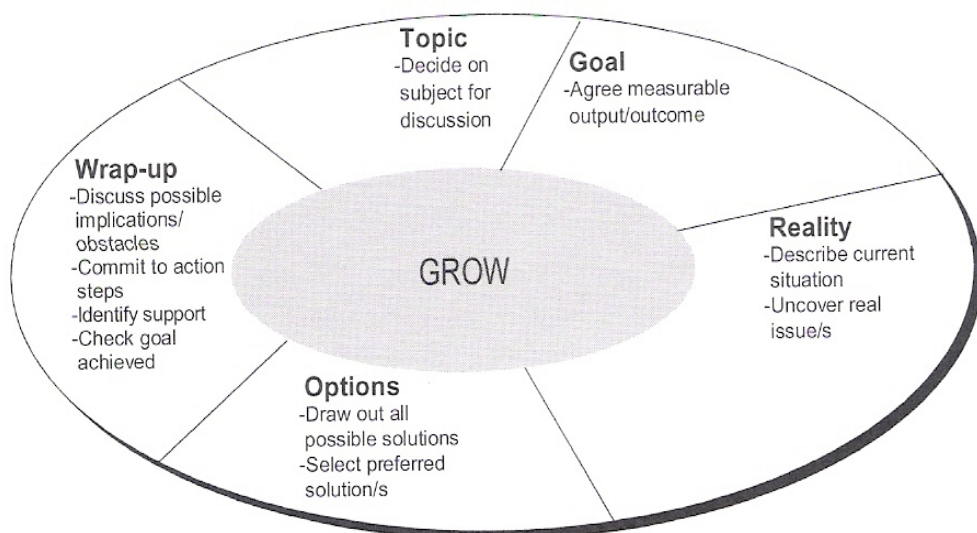 Topic
-Decide on
subject for
discussion
Goal
-Agree measurable
output/outcome
Reality
-Describe current
situation
-Uncover real
issue/s
Options
-Draw out all
possible solutions
-Select preferred
solution/s
Wrap-up
-Discuss possible
implications/
obstacles
-Commit to action
steps
-Identify support
-Check goal
achieved
GROW